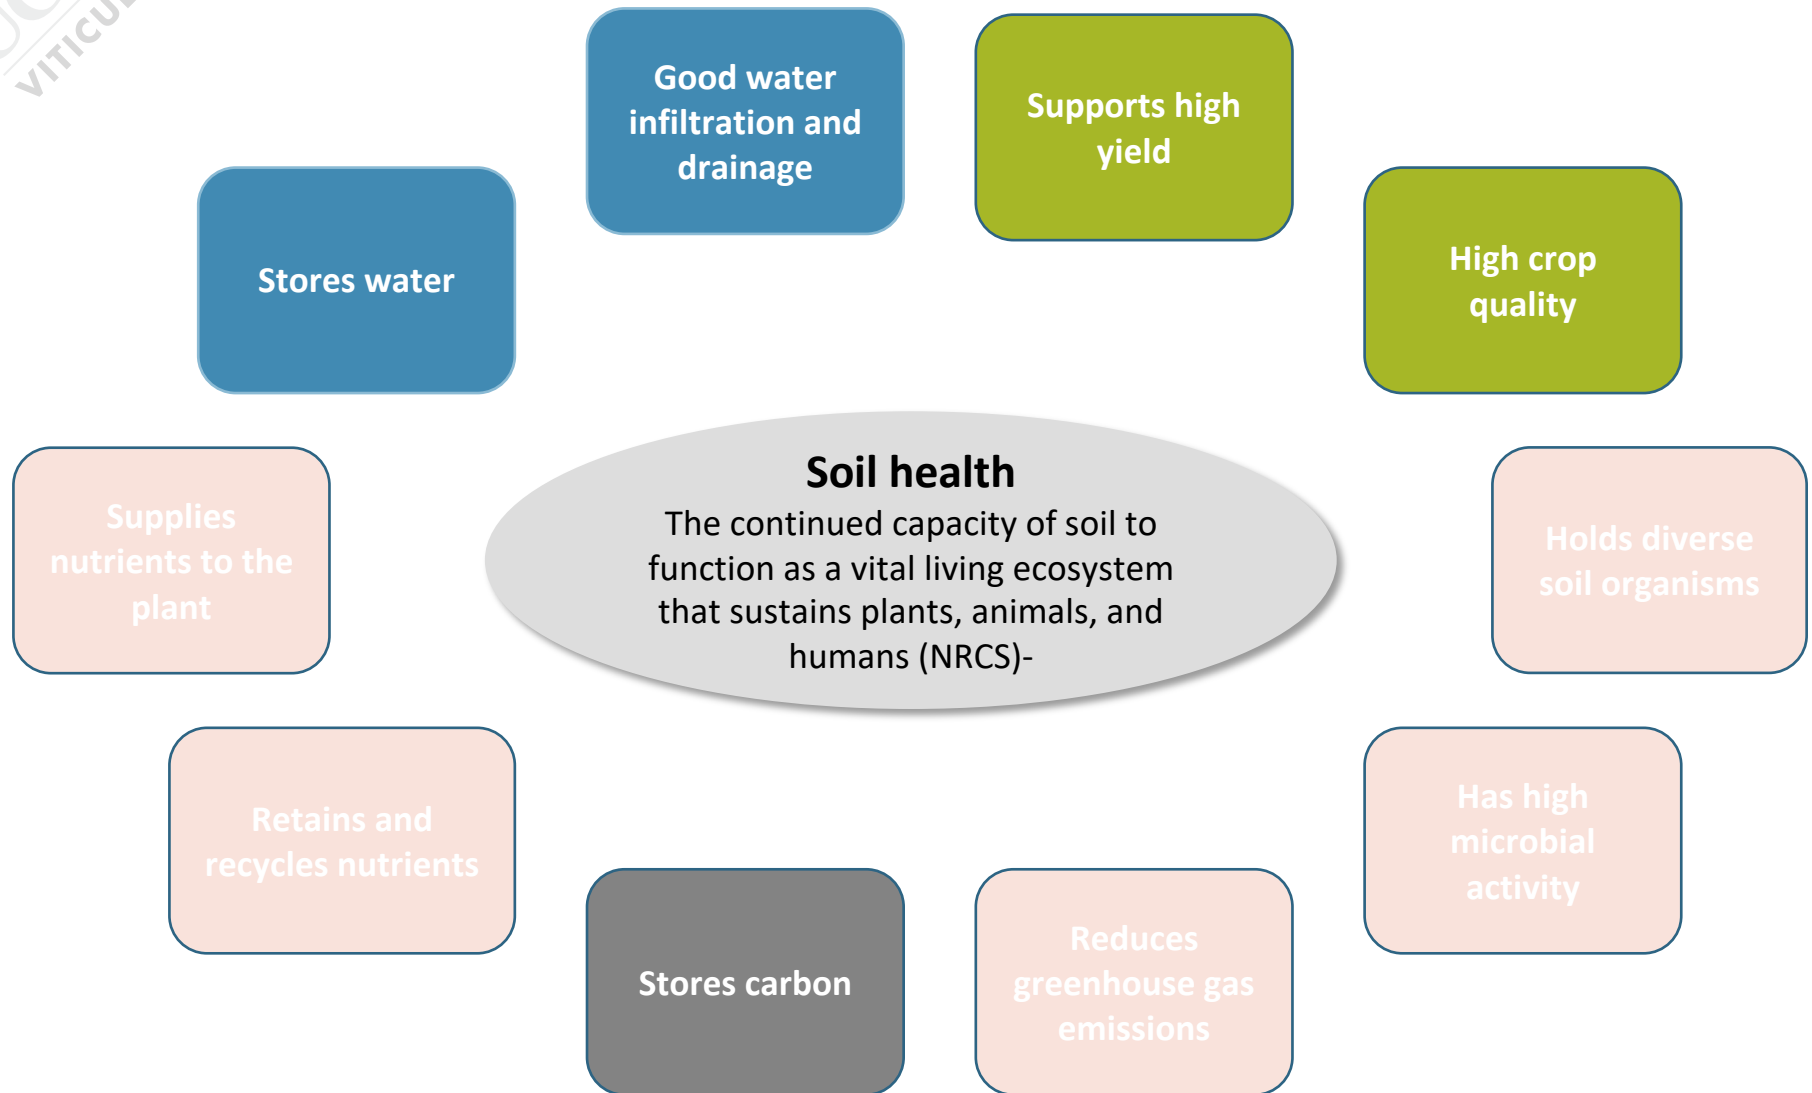 Good water
infiltration and
drainage
Supports high
yield
Stores water
High crop
quality
Soil health
The continued capacity of soil to
function as a vital living ecosystem
that sustains plants, animals, and
humans (NRCS)-
Supplies
nutrients to the
plant
Holds diverse
soil organisms
Retains and
recycles nutrients
Has high
microbial
activity
Stores carbon
Reduces
greenhouse gas
emissions